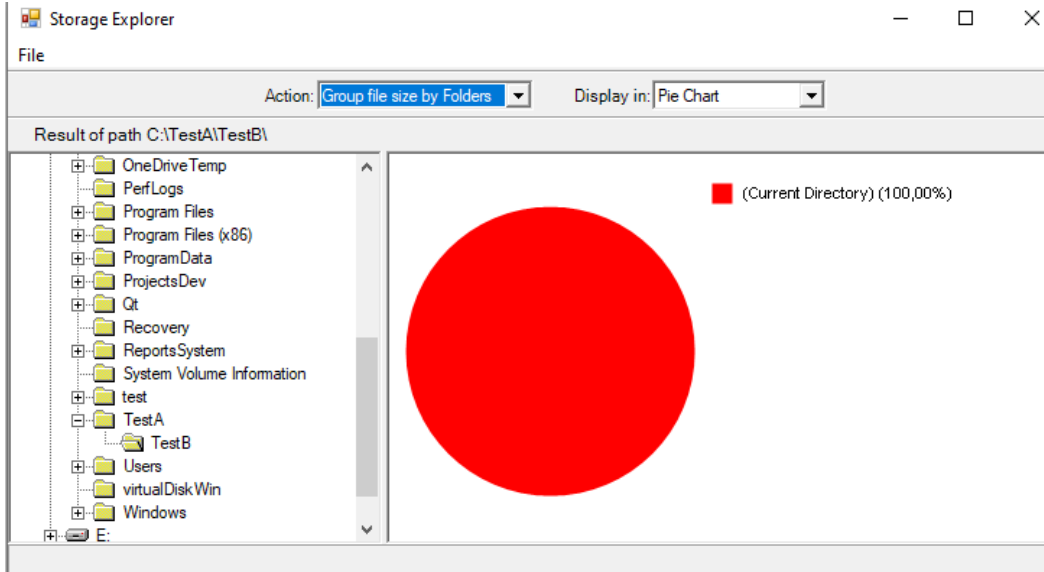 Storage Explorer
File
Action: Group file size by Folders Display in: Pie Chart
Result of path C:\TestA\TestB\
OneDriveTemp
PerfLogs
Program Files
Program Files (x86)
ProgramData
ProjectsDev
Qt
Recovery
ReportsSystem
System Volume Information
test
TestA
TestB
Users
virtualDiskWin
Windows
E:
(Current Directory) (100,00%)